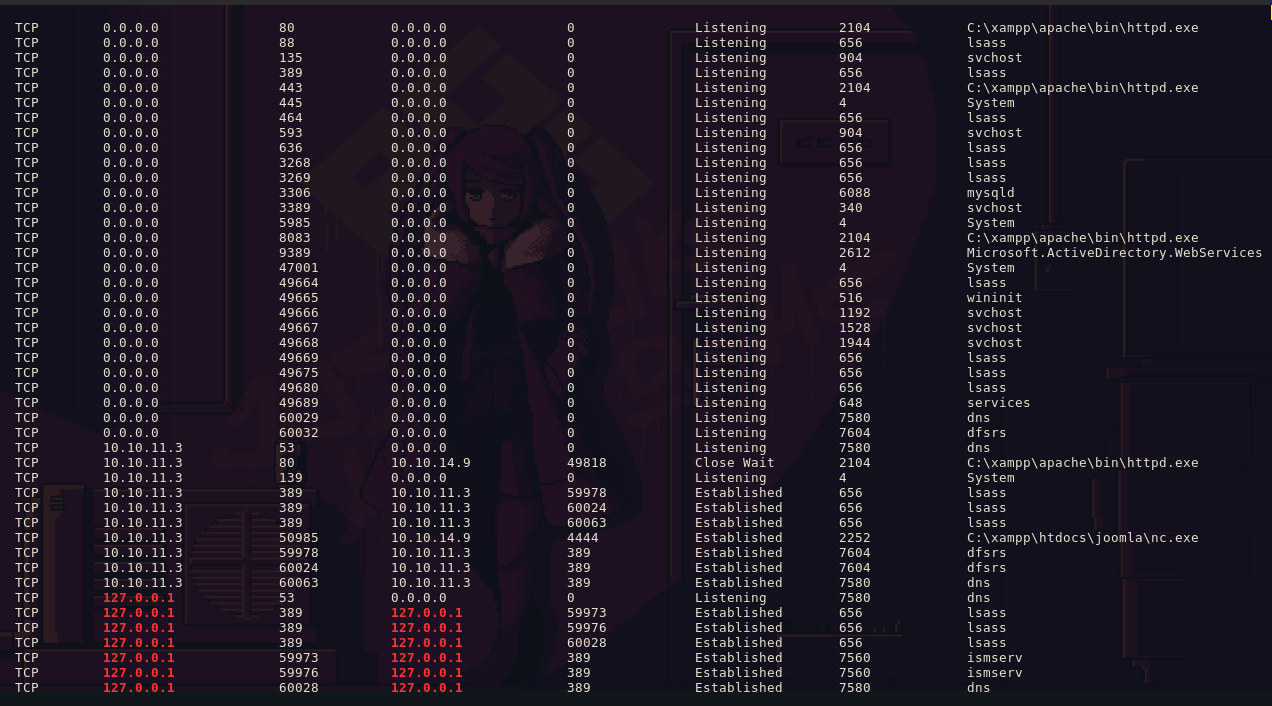 TCP 0.0.0.0 80 0.0.0.0 0 Listening 2104 C:\xampp\apache\bin\httpd.exe
TCP 0.0.0.0 88 0.0.0.0 0 Listening 656 lsass
TCP 0.0.0.0 135 0.0.0.0 0 Listening 904 svchost
TCP 0.0.0.0 389 0.0.0.0 0 Listening 656 lsass
TCP 0.0.0.0 443 0.0.0.0 0 Listening 2104 C:\xampp\apache\bin\httpd.exe
TCP 0.0.0.0 445 0.0.0.0 0 Listening 4 System
TCP 0.0.0.0 464 0.0.0.0 0 Listening 656 lsass
TCP 0.0.0.0 593 0.0.0.0 0 Listening 904 svchost
TCP 0.0.0.0 636 0.0.0.0 0 Listening 656 lsass
TCP 0.0.0.0 3268 0.0.0.0 0 Listening 656 lsass
TCP 0.0.0.0 3269 0.0.0.0 0 Listening 656 lsass
TCP 0.0.0.0 3306 0.0.0.0 0 Listening 6088 mysqld
TCP 0.0.0.0 3389 0.0.0.0 0 Listening 340 svchost
TCP 0.0.0.0 5985 0.0.0.0 0 Listening 4 System
TCP 0.0.0.0 8083 0.0.0.0 0 Listening 2104 C:\xampp\apache\bin\httpd.exe
TCP 0.0.0.0 9389 0.0.0.0 0 Listening 2612 Microsoft.ActiveDirectory.WebServices
TCP 0.0.0.0 47001 0.0.0.0 0 Listening 4 System
TCP 0.0.0.0 49664 0.0.0.0 0 Listening 656 lsass
TCP 0.0.0.0 49665 0.0.0.0 0 Listening 516 wininit
TCP 0.0.0.0 49666 0.0.0.0 0 Listening 1192 svchost
TCP 0.0.0.0 49667 0.0.0.0 0 Listening 1528 svchost
TCP 0.0.0.0 49668 0.0.0.0 0 Listening 1944 svchost
TCP 0.0.0.0 49669 0.0.0.0 0 Listening 656 lsass
TCP 0.0.0.0 49675 0.0.0.0 0 Listening 656 lsass
TCP 0.0.0.0 49680 0.0.0.0 0 Listening 656 lsass
TCP 0.0.0.0 49689 0.0.0.0 0 Listening 648 services
TCP 0.0.0.0 60029 0.0.0.0 0 Listening 7580 dns
TCP 0.0.0.0 60032 0.0.0.0 0 Listening 7604 dfsrs
TCP 10.10.11.3 53 0.0.0.0 0 Listening 7580 dns
TCP 10.10.11.3 80 10.10.14.9 49818 Close Wait 2104 C:\xampp\apache\bin\httpd.exe
TCP 10.10.11.3 139 0.0.0.0 0 Listening 4 System
TCP 10.10.11.3 389 10.10.11.3 59978 Established 656 lsass
TCP 10.10.11.3 389 10.10.11.3 60024 Established 656 lsass
TCP 10.10.11.3 389 10.10.11.3 60063 Established 656 lsass
TCP 10.10.11.3 50985 10.10.14.9 4444 Established 2252 C:\xampp\htdocs\joomla\nc.exe
TCP 10.10.11.3 59978 10.10.11.3 389 Established 7604 dfsrs
TCP 10.10.11.3 60024 10.10.11.3 389 Established 7604 dfsrs
TCP 10.10.11.3 60063 10.10.11.3 389 Established 7580 dns
TCP 127.0.0.1 53 0.0.0.0 0 Listening 7580 dns
TCP 127.0.0.1 389 127.0.0.1 59973 Established 656 lsass
TCP 127.0.0.1 389 127.0.0.1 59976 Established 656 lsass
TCP 127.0.0.1 389 127.0.0.1 60028 Established 656 lsass
TCP 127.0.0.1 59973 127.0.0.1 389 Established 7560 ismserv
TCP 127.0.0.1 59976 127.0.0.1 389 Established 7560 ismserv
TCP 127.0.0.1 60028 127.0.0.1 389 Established 7580 dns